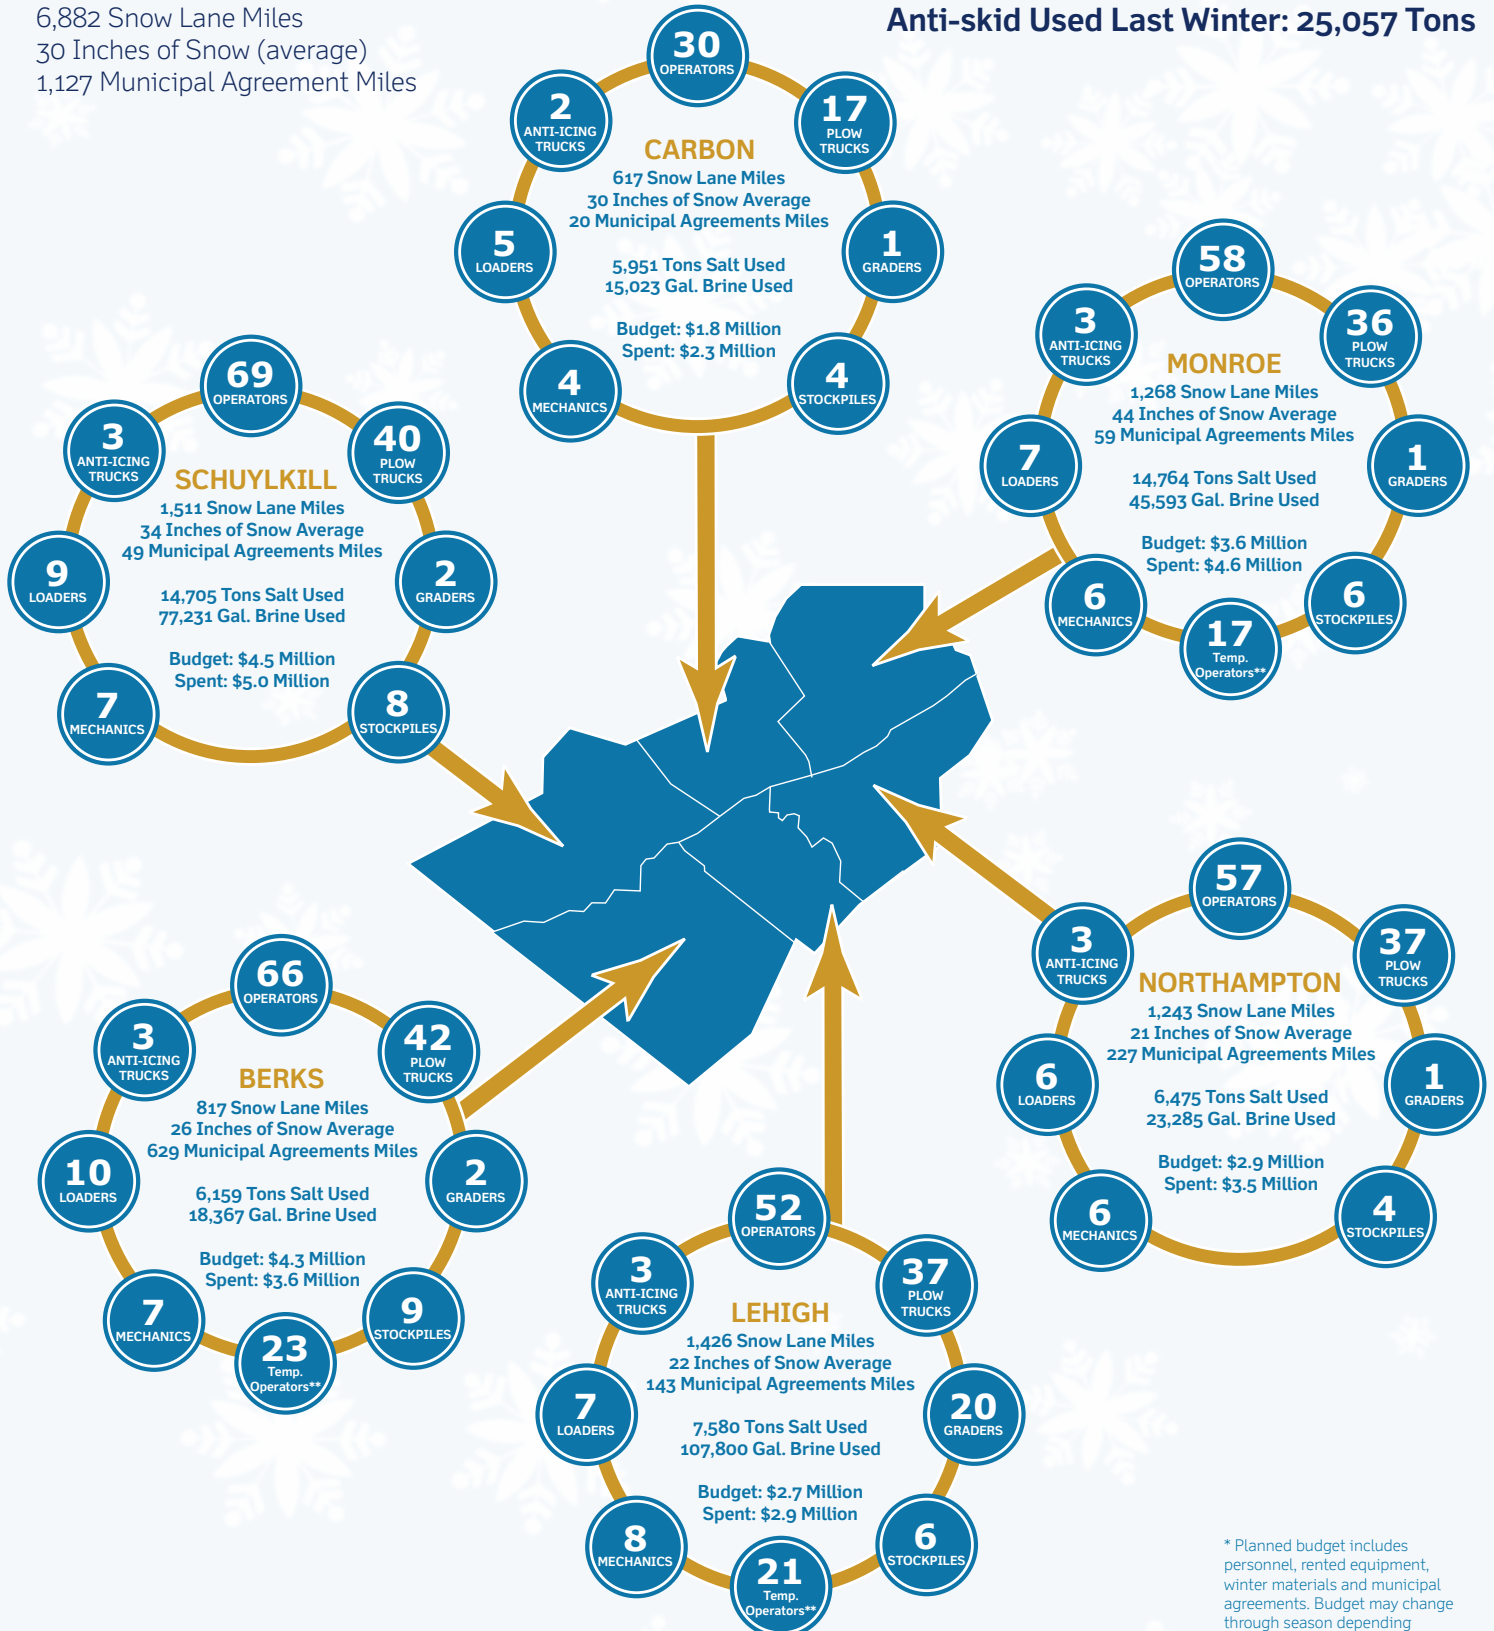 6,882 Snow Lane Miles
30 Inches of Snow (average)
1,127 Municipal Agreement Miles
Anti-skid Used Last Winter: 25,057 Tons
30
OPERATORS
2
ANTI-ICING
TRUCKS
17
PLOW
TRUCKS
CARBON
617 Snow Lane Miles
30 Inches of Snow Average
20 Municipal Agreements Miles
5
LOADERS
1
GRADERS
5,951 Tons Salt Used
15,023 Gal. Brine Used
Budget: $1.8 Million
Spent: $2.3 Million
4
MECHANICS
4
STOCKPILES
58
OPERATORS
3
ANTI-ICING
TRUCKS
36
PLOW
TRUCKS
MONROE
1,268 Snow Lane Miles
44 Inches of Snow Average
59 Municipal Agreements Miles
7
LOADERS
1
GRADERS
14,764 Tons Salt Used
45,593 Gal. Brine Used
Budget: $3.6 Million
Spent: $4.6 Million
6
MECHANICS
17
Temp.
Operators**
6
STOCKPILES
69
OPERATORS
3
ANTI-ICING
TRUCKS
40
PLOW
TRUCKS
SCHUYLKILL
1,511 Snow Lane Miles
34 Inches of Snow Average
49 Municipal Agreements Miles
9
LOADERS
2
GRADERS
14,705 Tons Salt Used
77,231 Gal. Brine Used
Budget: $4.5 Million
Spent: $5.0 Million
7
MECHANICS
8
STOCKPILES
57
OPERATORS
3
ANTI-ICING
TRUCKS
37
PLOW
TRUCKS
NORTHAMPTON
1,243 Snow Lane Miles
21 Inches of Snow Average
227 Municipal Agreements Miles
6
LOADERS
1
GRADERS
6,475 Tons Salt Used
23,285 Gal. Brine Used
Budget: $2.9 Million
Spent: $3.5 Million
6
MECHANICS
4
STOCKPILES
66
OPERATORS
3
ANTI-ICING
TRUCKS
42
PLOW
TRUCKS
BERKS
817 Snow Lane Miles
26 Inches of Snow Average
629 Municipal Agreements Miles
10
LOADERS
2
GRADERS
6,159 Tons Salt Used
18,367 Gal. Brine Used
Budget: $4.3 Million
Spent: $3.6 Million
7
MECHANICS
23
Temp.
Operators**
9
STOCKPILES
52
OPERATORS
3
ANTI-ICING
TRUCKS
37
PLOW
TRUCKS
LEHIGH
1,426 Snow Lane Miles
22 Inches of Snow Average
143 Municipal Agreements Miles
7
LOADERS
20
GRADERS
7,580 Tons Salt Used
107,800 Gal. Brine Used
Budget: $2.7 Million
Spent: $2.9 Million
8
MECHANICS
21
Temp.
Operators**
6
STOCKPILES
* Planned budget includes
personnel, rented equipment,
winter materials and municipal
agreements. Budget may change
through season depending